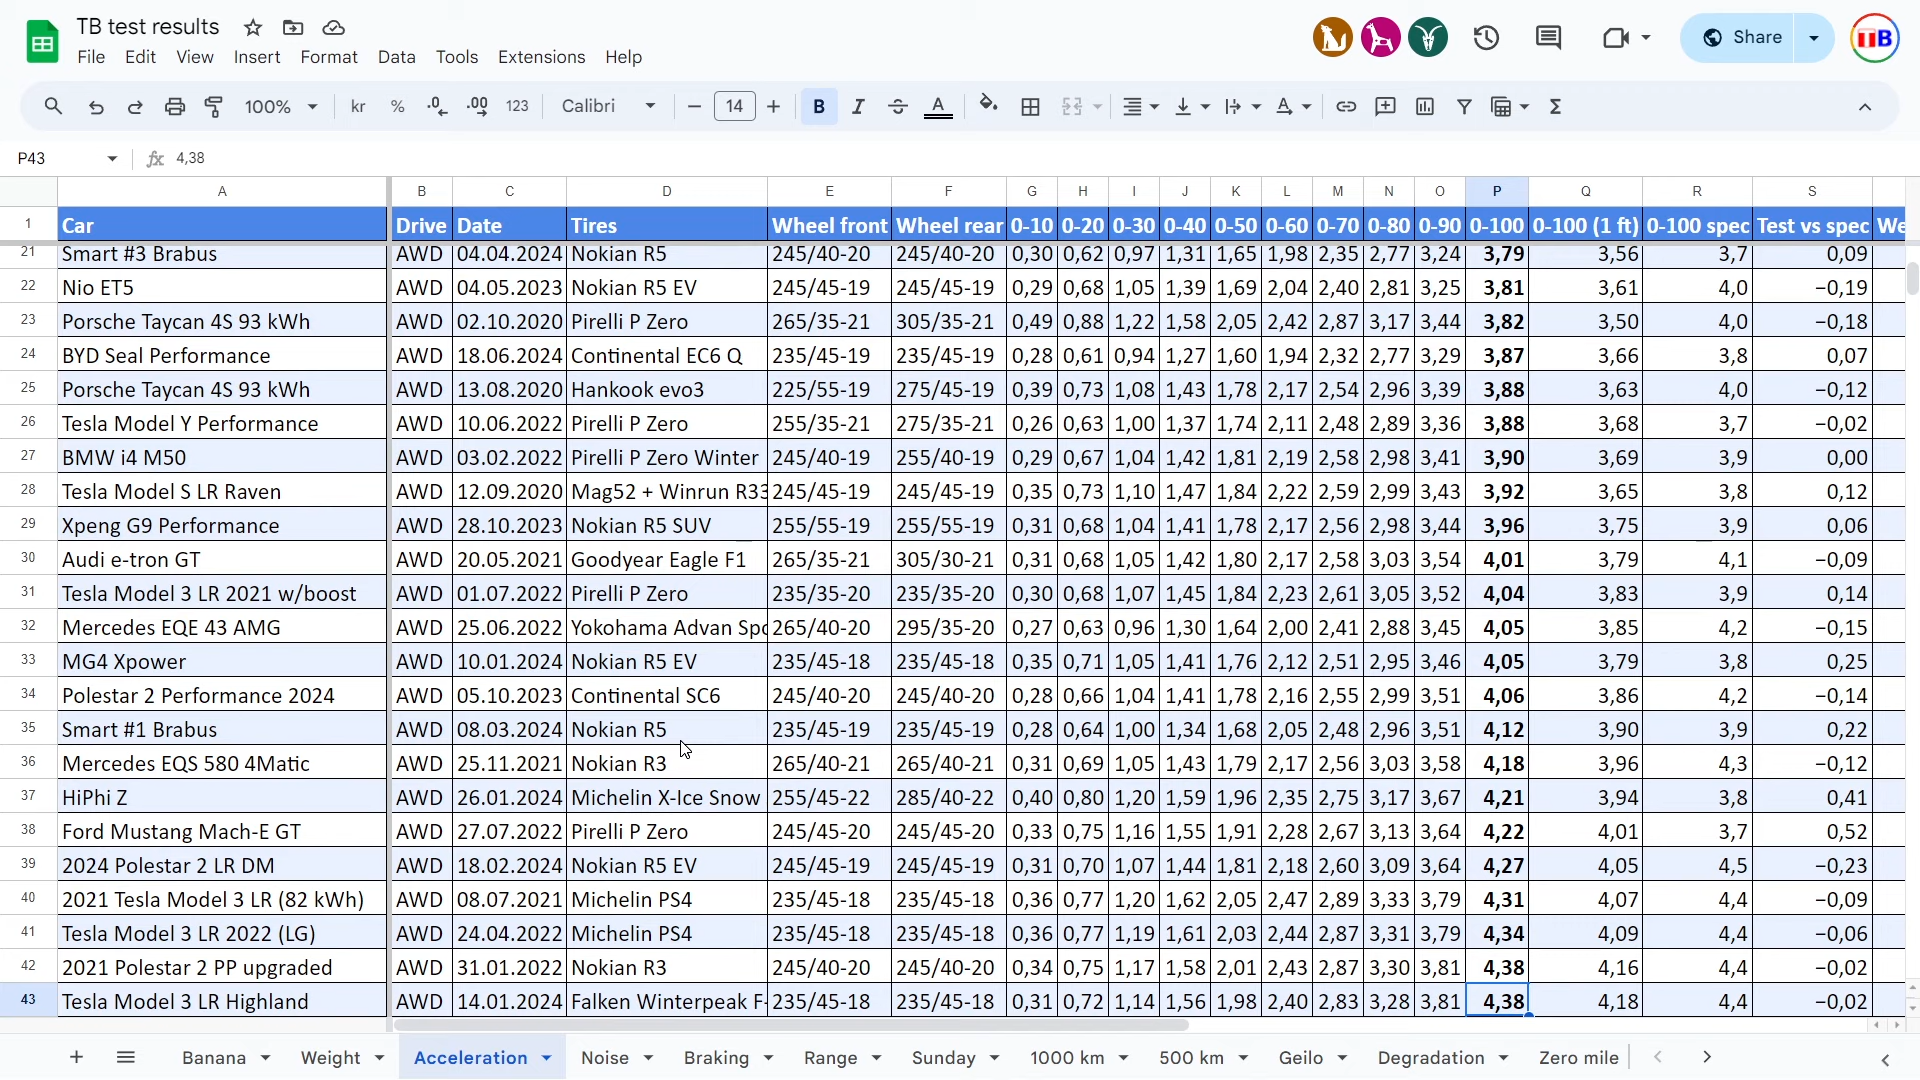 TB test results
File Edit View Insert Format Data Tools Extensions Help
Share
TB
100% kr % .0 .00 123 Calibri 14 B I A
P43 fx 4,38
A B C D E F G H I J K L M N O P Q R S
1 Car Drive Date Tires Wheel front Wheel rear 0-10 0-20 0-30 0-40 0-50 0-60 0-70 0-80 0-90 0-100 0-100 (1 ft) 0-100 spec Test vs spec We
21 Smart #3 Brabus AWD 04.04.2024 Nokian R5 245/40-20 245/40-20 0,30 0,62 0,97 1,31 1,65 1,98 2,35 2,77 3,24 3,79 3,56 3,7 0,09
22 Nio ET5 AWD 04.05.2023 Nokian R5 EV 245/45-19 245/45-19 0,29 0,68 1,05 1,39 1,69 2,04 2,40 2,81 3,25 3,81 3,61 4,0 −0,19
23 Porsche Taycan 4S 93 kWh AWD 02.10.2020 Pirelli P Zero 265/35-21 305/35-21 0,49 0,88 1,22 1,58 2,05 2,42 2,87 3,17 3,44 3,82 3,50 4,0 −0,18
24 BYD Seal Performance AWD 18.06.2024 Continental EC6 Q 235/45-19 235/45-19 0,28 0,61 0,94 1,27 1,60 1,94 2,32 2,77 3,29 3,87 3,66 3,8 0,07
25 Porsche Taycan 4S 93 kWh AWD 13.08.2020 Hankook evo3 225/55-19 275/45-19 0,39 0,73 1,08 1,43 1,78 2,17 2,54 2,96 3,39 3,88 3,63 4,0 −0,12
26 Tesla Model Y Performance AWD 10.06.2022 Pirelli P Zero 255/35-21 275/35-21 0,26 0,63 1,00 1,37 1,74 2,11 2,48 2,89 3,36 3,88 3,68 3,7 −0,02
27 BMW i4 M50 AWD 03.02.2022 Pirelli P Zero Winter 245/40-19 255/40-19 0,29 0,67 1,04 1,42 1,81 2,19 2,58 2,98 3,41 3,90 3,69 3,9 0,00
28 Tesla Model S LR Raven AWD 12.09.2020 Mag52 + Winrun R33 245/45-19 245/45-19 0,35 0,73 1,10 1,47 1,84 2,22 2,59 2,99 3,43 3,92 3,65 3,8 0,12
29 Xpeng G9 Performance AWD 28.10.2023 Nokian R5 SUV 255/55-19 255/55-19 0,31 0,68 1,04 1,41 1,78 2,17 2,56 2,98 3,44 3,96 3,75 3,9 0,06
30 Audi e-tron GT AWD 20.05.2021 Goodyear Eagle F1 265/35-21 305/30-21 0,31 0,68 1,05 1,42 1,80 2,17 2,58 3,03 3,54 4,01 3,79 4,1 −0,09
31 Tesla Model 3 LR 2021 w/boost AWD 01.07.2022 Pirelli P Zero 235/35-20 235/35-20 0,30 0,68 1,07 1,45 1,84 2,23 2,61 3,05 3,52 4,04 3,83 3,9 0,14
32 Mercedes EQE 43 AMG AWD 25.06.2022 Yokohama Advan Spo 265/40-20 295/35-20 0,27 0,63 0,96 1,30 1,64 2,00 2,41 2,88 3,45 4,05 3,85 4,2 −0,15
33 MG4 Xpower AWD 10.01.2024 Nokian R5 EV 235/45-18 235/45-18 0,35 0,71 1,05 1,41 1,76 2,12 2,51 2,95 3,46 4,05 3,79 3,8 0,25
34 Polestar 2 Performance 2024 AWD 05.10.2023 Continental SC6 245/40-20 245/40-20 0,28 0,66 1,04 1,41 1,78 2,16 2,55 2,99 3,51 4,06 3,86 4,2 −0,14
35 Smart #1 Brabus AWD 08.03.2024 Nokian R5 235/45-19 235/45-19 0,28 0,64 1,00 1,34 1,68 2,05 2,48 2,96 3,51 4,12 3,90 3,9 0,22
36 Mercedes EQS 580 4Matic AWD 25.11.2021 Nokian R3 265/40-21 265/40-21 0,31 0,69 1,05 1,43 1,79 2,17 2,56 3,03 3,58 4,18 3,96 4,3 −0,12
37 HiPhi Z AWD 26.01.2024 Michelin X-Ice Snow 255/45-22 285/40-22 0,40 0,80 1,20 1,59 1,96 2,35 2,75 3,17 3,67 4,21 3,94 3,8 0,41
38 Ford Mustang Mach-E GT AWD 27.07.2022 Pirelli P Zero 245/45-20 245/45-20 0,33 0,75 1,16 1,55 1,91 2,28 2,67 3,13 3,64 4,22 4,01 3,7 0,52
39 2024 Polestar 2 LR DM AWD 18.02.2024 Nokian R5 EV 245/45-19 245/45-19 0,31 0,70 1,07 1,44 1,81 2,18 2,60 3,09 3,64 4,27 4,05 4,5 −0,23
40 2021 Tesla Model 3 LR (82 kWh) AWD 08.07.2021 Michelin PS4 235/45-18 235/45-18 0,36 0,77 1,20 1,62 2,05 2,47 2,89 3,33 3,79 4,31 4,07 4,4 −0,09
41 Tesla Model 3 LR 2022 (LG) AWD 24.04.2022 Michelin PS4 235/45-18 235/45-18 0,36 0,77 1,19 1,61 2,03 2,44 2,87 3,31 3,79 4,34 4,09 4,4 −0,06
42 2021 Polestar 2 PP upgraded AWD 31.01.2022 Nokian R3 245/40-20 245/40-20 0,34 0,75 1,17 1,58 2,01 2,43 2,87 3,30 3,81 4,38 4,16 4,4 −0,02
43 Tesla Model 3 LR Highland AWD 14.01.2024 Falken Winterpeak F- 235/45-18 235/45-18 0,31 0,72 1,14 1,56 1,98 2,40 2,83 3,28 3,81 4,38 4,18 4,4 −0,02
Banana Weight Acceleration Noise Braking Range Sunday 1000 km 500 km Geilo Degradation Zero mile